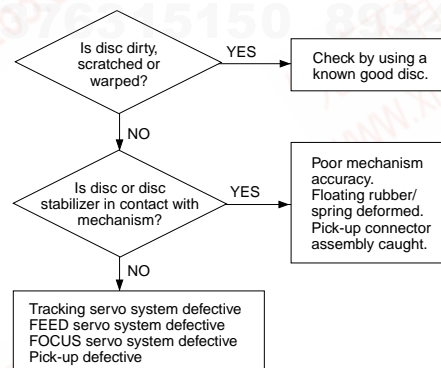 Is disc dirty,
scratched or
warped?
YES
Check by using a
known good disc.
NO
Is disc or disc
stabilizer in contact with
mechanism?
YES
Poor mechanism
accuracy.
Floating rubber/
spring deformed.
Pick-up connector
assembly caught.
NO
Tracking servo system defective
FEED servo system defective
FOCUS servo system defective
Pick-up defective